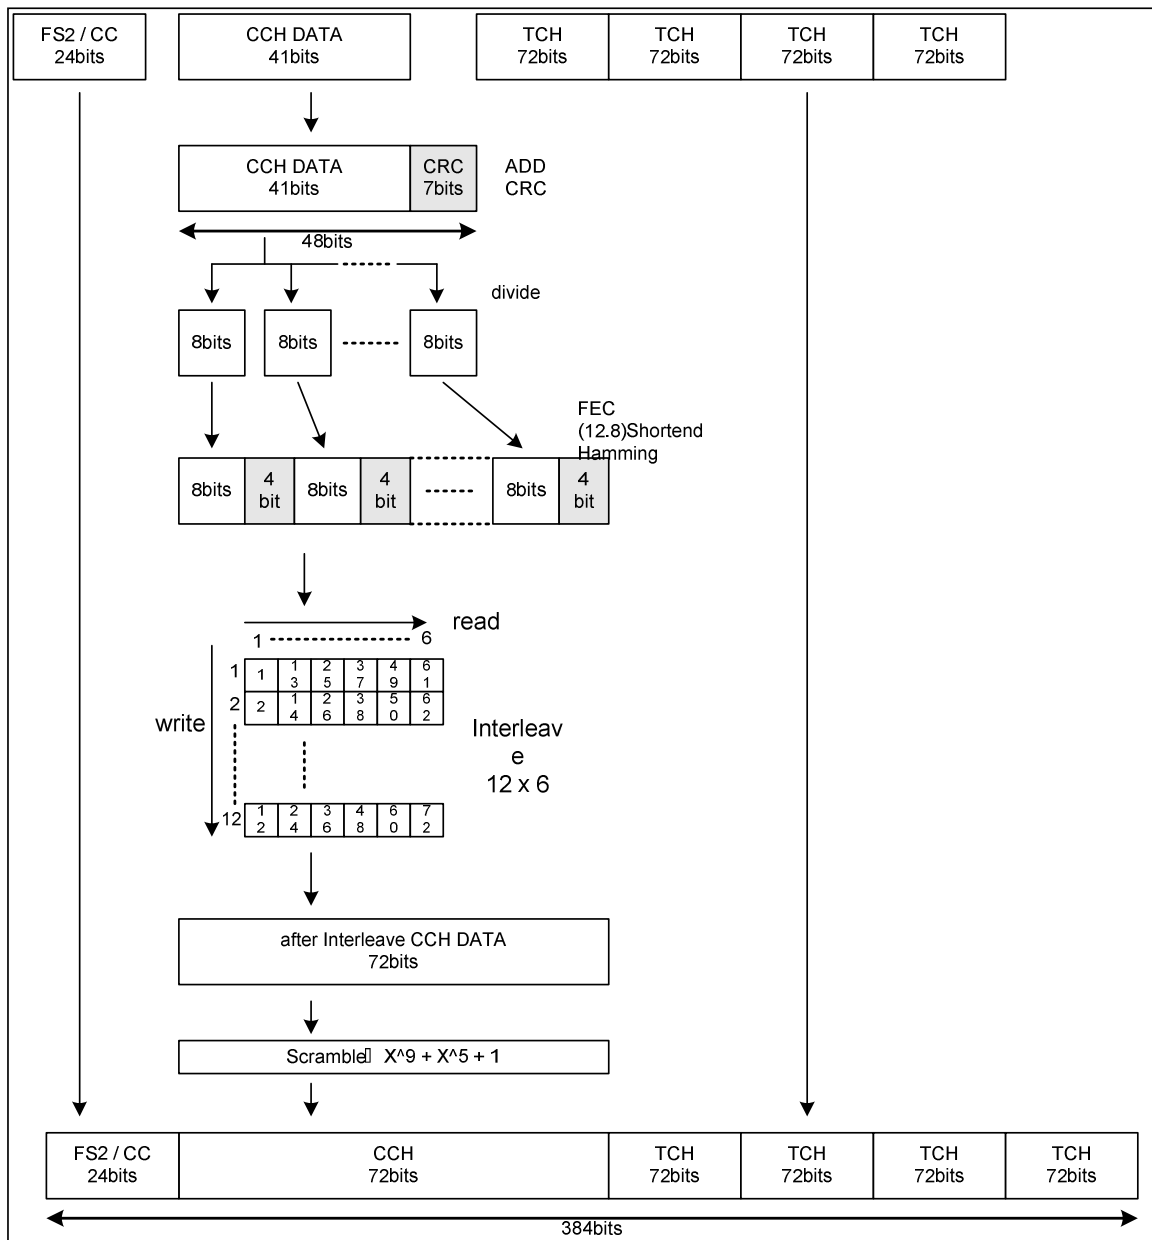 FS2 / CC
24bits
CCH DATA
41bits
TCH
72bits
TCH
72bits
TCH
72bits
TCH
72bits
CCH DATA
41bits
CRC
7bits
ADD
CRC
48bits
divide
8bits
8bits
8bits
FEC
(12.8)Shortend
Hamming
8bits
4
bit
8bits
4
bit
8bits
4
bit
read
1
6
write
1
1
1
3
2
5
3
7
4
9
6
1
2
2
1
4
2
6
3
8
5
0
6
2
Interleav
e
12 x 6
12
1
2
2
4
3
6
4
8
6
0
7
2
after Interleave CCH DATA
72bits
Scramble X^9 + X^5 + 1
FS2 / CC
24bits
CCH
72bits
TCH
72bits
TCH
72bits
TCH
72bits
TCH
72bits
384bits